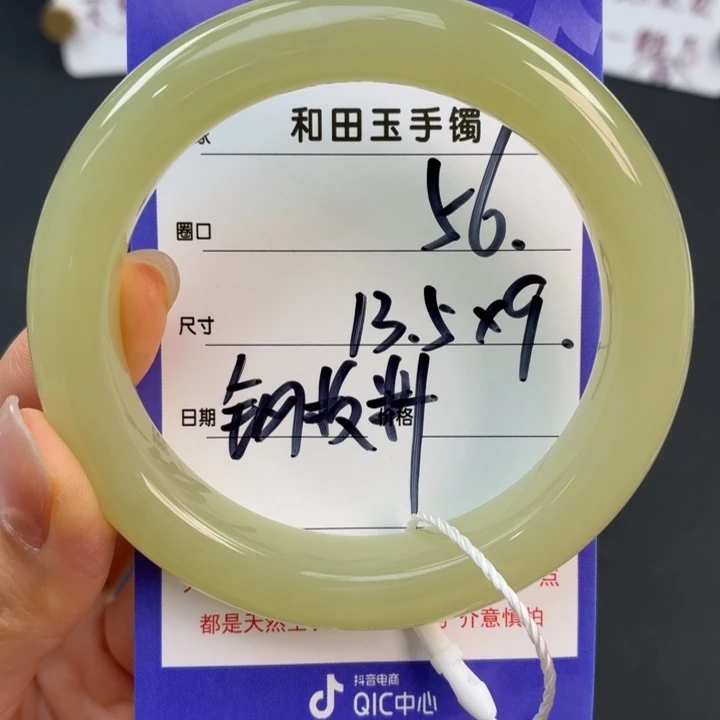 和田玉手镯
圈口 56.
尺寸 13.5×9.
日期 钢板料 价格
点
都是天然 介意慎拍
抖音电商
QIC中心